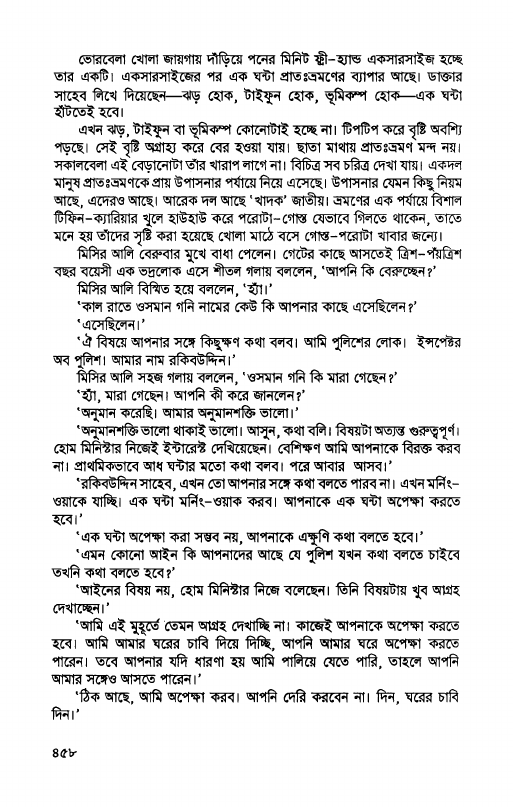 ভোরবেলা খোলা জায়গায় দাঁড়িয়ে পনের মিনিট ফ্রী-হ্যান্ড একসারসাইজ হচ্ছে
তার একটি। একসারসাইজের পর এক ঘন্টা প্রাতঃভ্রমণের ব্যাপার আছে। ডাক্তার
সাহেব লিখে দিয়েছেন—ঝড় হোক, টাইফুন হোক, ভূমিকম্প হোক—এক ঘন্টা
হাঁটতেই হবে।
এখন ঝড়, টাইফুন বা ভূমিকম্প কোনোটাই হচ্ছে না। টিপটিপ করে বৃষ্টি অবশ্যি
পড়ছে। সেই বৃষ্টি অগ্রাহ্য করে বের হওয়া যায়। ছাতা মাথায় প্রাতঃভ্রমণ মন্দ নয়।
সকালবেলা এই বেড়ানোটা তাঁর খারাপ লাগে না। বিচিত্র সব চরিত্র দেখা যায়। একদল
মানুষ প্রাতঃভ্রমণকে প্রায় উপাসনার পর্যায়ে নিয়ে এসেছে। উপাসনার যেমন কিছু নিয়ম
আছে, এদেরও আছে। আরেক দল আছে 'খাদক' জাতীয়। ভ্রমণের এক পর্যায়ে বিশাল
টিফিন-ক্যারিয়ার খুলে হাউহাউ করে পরোটা-গোস্ত যেভাবে গিলতে থাকেন, তাতে
মনে হয় তাঁদের সৃষ্টি করা হয়েছে খোলা মাঠে বসে গোস্ত-পরোটা খাবার জন্যে।
মিসির আলি বেরুবার মুখে বাধা পেলেন। গেটের কাছে আসতেই ত্রিশ-পঁয়ত্রিশ
বছর বয়েসী এক ভদ্রলোক এসে শীতল গলায় বললেন, 'আপনি কি বেরুচ্ছেন?'
মিসির আলি বিস্মিত হয়ে বললেন, 'হ্যাঁ।'
'কাল রাতে ওসমান গনি নামের কেউ কি আপনার কাছে এসেছিলেন?'
'এসেছিলেন।'
'ঐ বিষয়ে আপনার সঙ্গে কিছুক্ষণ কথা বলব। আমি পুলিশের লোক। ইন্সপেক্টর
অব পুলিশ। আমার নাম রকিবউদ্দিন।'
মিসির আলি সহজ গলায় বললেন, 'ওসমান গনি কি মারা গেছেন?'
'হ্যাঁ, মারা গেছেন। আপনি কী করে জানলেন?'
'অনুমান করেছি। আমার অনুমানশক্তি ভালো।'
'অনুমানশক্তি ভালো থাকাই ভালো। আসুন, কথা বলি। বিষয়টা অত্যন্ত গুরুত্বপূর্ণ।
হোম মিনিস্টার নিজেই ইন্টারেস্ট দেখিয়েছেন। বেশিক্ষণ আমি আপনাকে বিরক্ত করব
না। প্রাথমিকভাবে আধ ঘন্টার মতো কথা বলব। পরে আবার আসব।'
'রকিবউদ্দিন সাহেব, এখন তো আপনার সঙ্গে কথা বলতে পারব না। এখন মর্নিং-
ওয়াকে যাচ্ছি। এক ঘন্টা মর্নিং-ওয়াক করব। আপনাকে এক ঘন্টা অপেক্ষা করতে
হবে।'
'এক ঘন্টা অপেক্ষা করা সম্ভব নয়, আপনাকে এক্ষুণি কথা বলতে হবে।'
'এমন কোনো আইন কি আপনাদের আছে যে পুলিশ যখন কথা বলতে চাইবে
তখনি কথা বলতে হবে?'
'আইনের বিষয় নয়, হোম মিনিস্টার নিজে বলেছেন। তিনি বিষয়টায় খুব আগ্রহ
দেখাচ্ছেন।'
'আমি এই মুহূর্তে তেমন আগ্রহ দেখাচ্ছি না। কাজেই আপনাকে অপেক্ষা করতে
হবে। আমি আমার ঘরের চাবি দিয়ে দিচ্ছি, আপনি আমার ঘরে অপেক্ষা করতে
পারেন। তবে আপনার যদি ধারণা হয় আমি পালিয়ে যেতে পারি, তাহলে আপনি
আমার সঙ্গেও আসতে পারেন।'
'ঠিক আছে, আমি অপেক্ষা করব। আপনি দেরি করবেন না। দিন, ঘরের চাবি
দিন।'
৪৫৮